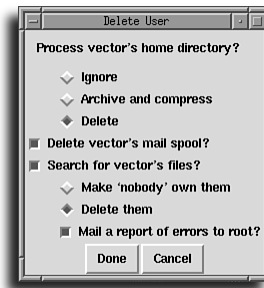 Delete User
Process vector's home directory?
Ignore
Archive and compress
Delete
Delete vector's mail spool?
Search for vector's files?
Make 'nobody' own them
Delete them
Mail a report of errors to root?
Done
Cancel